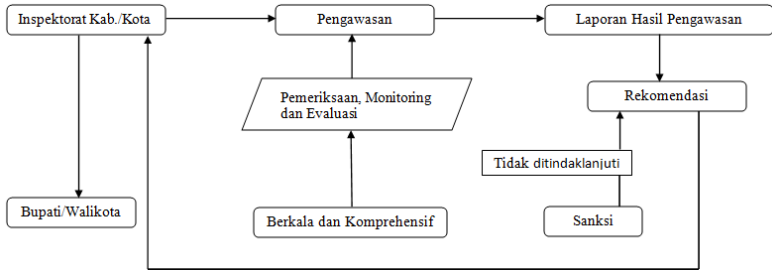 Inspektorat Kab./Kota
Pengawasan
Laporan Hasil Pengawasan
Pemeriksaan, Monitoring
dan Evaluasi
Rekomendasi
Tidak ditindaklanjuti
Bupati/Walikota
Berkala dan Komprehensif
Sanksi